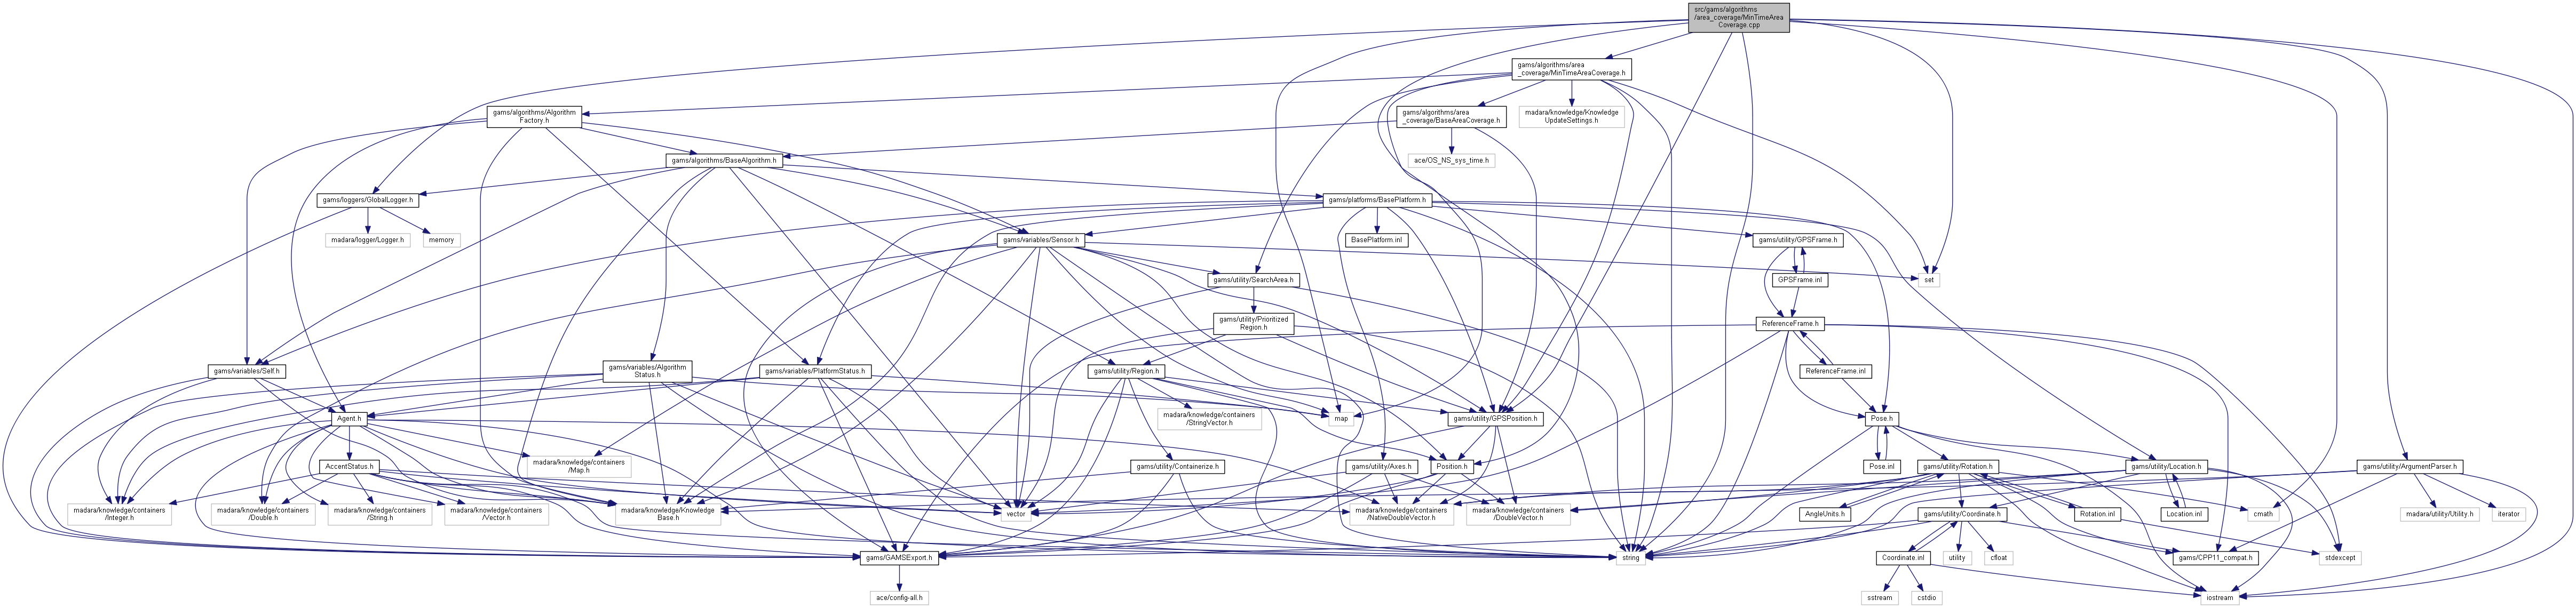 src/gams/algorithms
/area_coverage/MinTimeArea
Coverage.cpp
gams/algorithms/area
_coverage/MinTimeAreaCoverage.h
gams/algorithms/Algorithm
Factory.h
gams/algorithms/area
_coverage/BaseAreaCoverage.h
madara/knowledge/Knowledge
UpdateSettings.h
gams/algorithms/BaseAlgorithm.h
ace/OS_NS_sys_time.h
gams/loggers/GlobalLogger.h
gams/platforms/BasePlatform.h
madara/logger/Logger.h
memory
gams/variables/Sensor.h
BasePlatform.inl
gams/utility/GPSFrame.h
gams/utility/SearchArea.h
GPSFrame.inl
set
gams/utility/Prioritized
Region.h
ReferenceFrame.h
gams/variables/Self.h
gams/variables/Algorithm
Status.h
gams/variables/PlatformStatus.h
gams/utility/Region.h
ReferenceFrame.inl
Agent.h
madara/knowledge/containers
/StringVector.h
map
gams/utility/GPSPosition.h
Pose.h
AccentStatus.h
madara/knowledge/containers
/Map.h
gams/utility/Containerize.h
gams/utility/Axes.h
Position.h
Pose.inl
gams/utility/Rotation.h
gams/utility/Location.h
gams/utility/ArgumentParser.h
madara/knowledge/containers
/Integer.h
madara/knowledge/containers
/Double.h
madara/knowledge/containers
/String.h
madara/knowledge/containers
/Vector.h
madara/knowledge/Knowledge
Base.h
vector
madara/knowledge/containers
/NativeDoubleVector.h
madara/knowledge/containers
/DoubleVector.h
AngleUnits.h
gams/utility/Coordinate.h
Rotation.inl
Location.inl
cmath
madara/utility/Utility.h
iterator
gams/GAMSExport.h
string
Coordinate.inl
utility
cfloat
gams/CPP11_compat.h
stdexcept
ace/config-all.h
sstream
cstdio
iostream